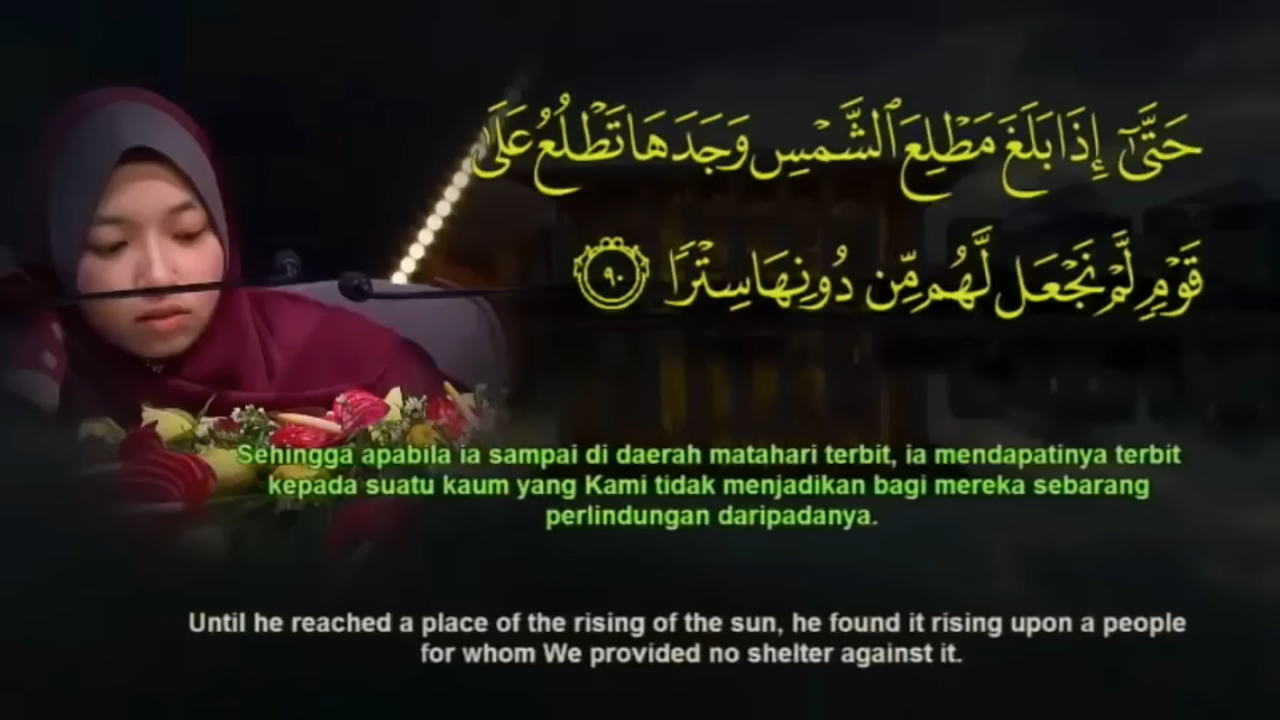 حَتَّىٰٓ إِذَا بَلَغَ مَطْلِعَ ٱلشَّمْسِ وَجَدَهَا تَطْلُعُ عَلَىٰ
قَوْمٍ لَّمْ نَجْعَل لَّهُم مِّن دُونِهَا سِتْرًا ٩٠
Sehingga apabila ia sampai di daerah matahari terbit, ia mendapatinya terbit
kepada suatu kaum yang Kami tidak menjadikan bagi mereka sebarang
perlindungan daripadanya.
Until he reached a place of the rising of the sun, he found it rising upon a people
for whom We provided no shelter against it.